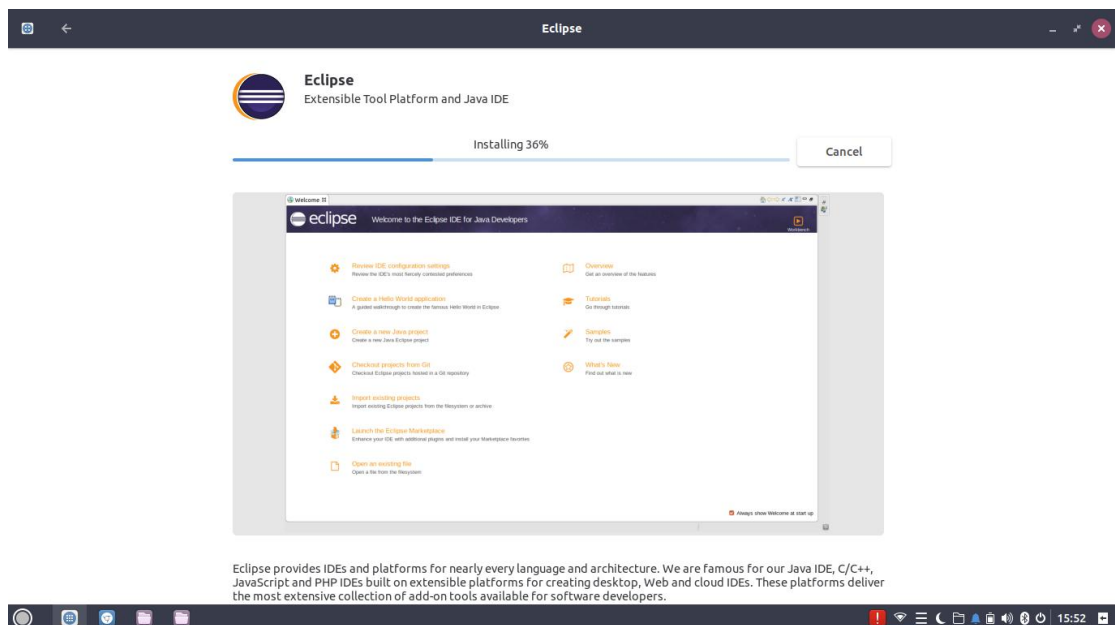 Eclipse
Eclipse
Extensible Tool Platform and Java IDE
Installing 36%
Cancel
Welcome
eclipse Welcome to the Eclipse IDE for Java Developers
Workbench
Review IDE configuration settings
Review the IDE's most fiercely contested preferences
Overview
Get an overview of the features
Create a Hello World application
A guided walkthrough to create the famous Hello World in Eclipse
Tutorials
Go through tutorials
Create a new Java project
Create a new Java Eclipse project
Samples
Try out the samples
Checkout projects from Git
Checkout Eclipse projects hosted in a Git repository
What's New
Find out what is new
Import existing projects
Import existing Eclipse projects from the filesystem or archive
Launch the Eclipse Marketplace
Enhance your IDE with additional plugins and install your Marketplace favorites
Open an existing file
Open a file from the filesystem
Always show Welcome at start up
Eclipse provides IDEs and platforms for nearly every language and architecture. We are famous for our Java IDE, C/C++,
JavaScript and PHP IDEs built on extensible platforms for creating desktop, Web and cloud IDEs. These platforms deliver
the most extensive collection of add-on tools available for software developers.
15:52